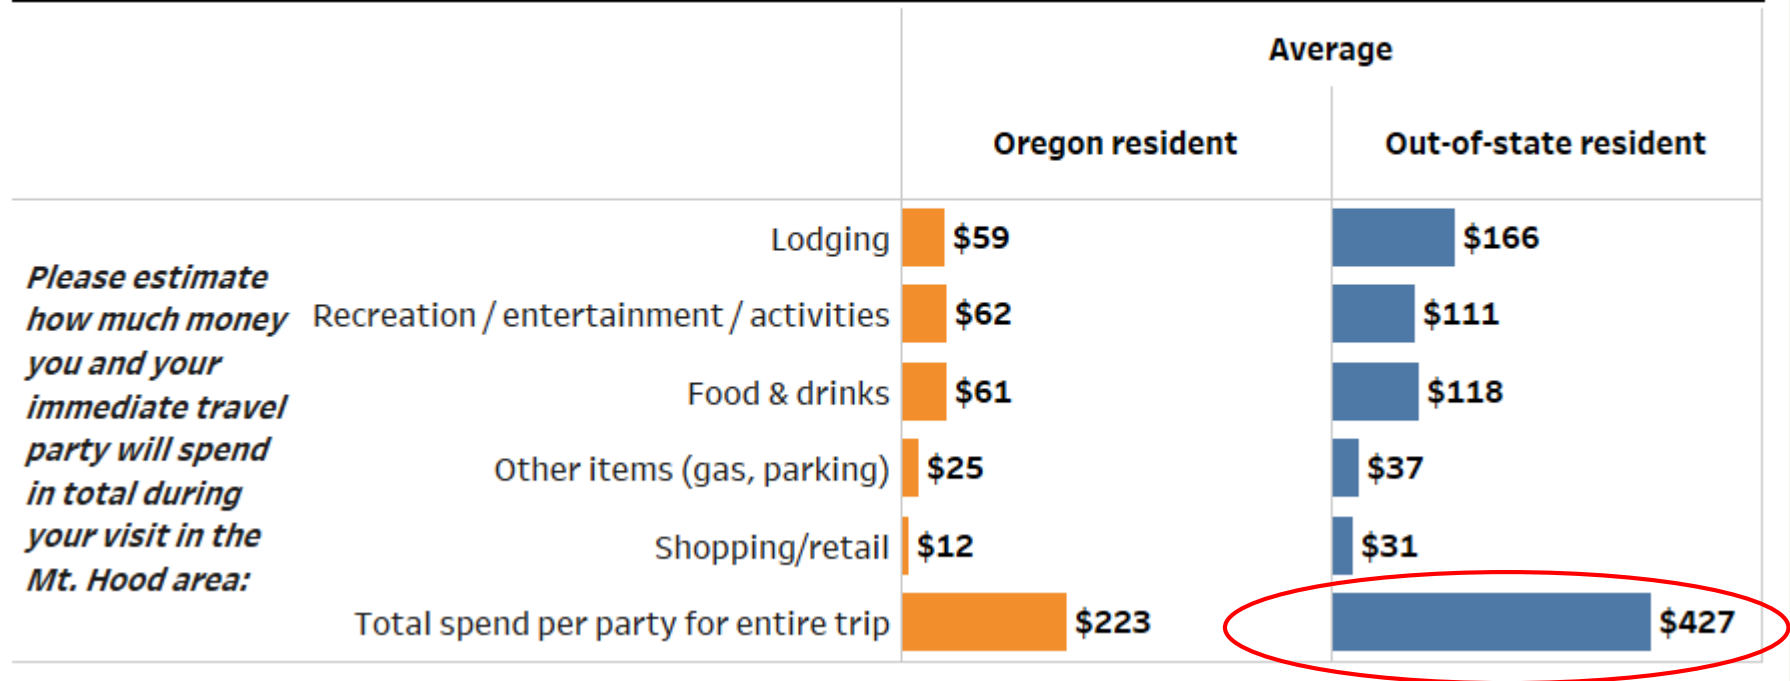 Average
Oregon resident
Out-of-state resident
Please estimate
how much money
you and your
immediate travel
party will spend
in total during
your visit in the
Mt. Hood area:
Lodging $59 $166
Recreation / entertainment / activities $62 $111
Food & drinks $61 $118
Other items (gas, parking) $25 $37
Shopping/retail $12 $31
Total spend per party for entire trip $223 $427